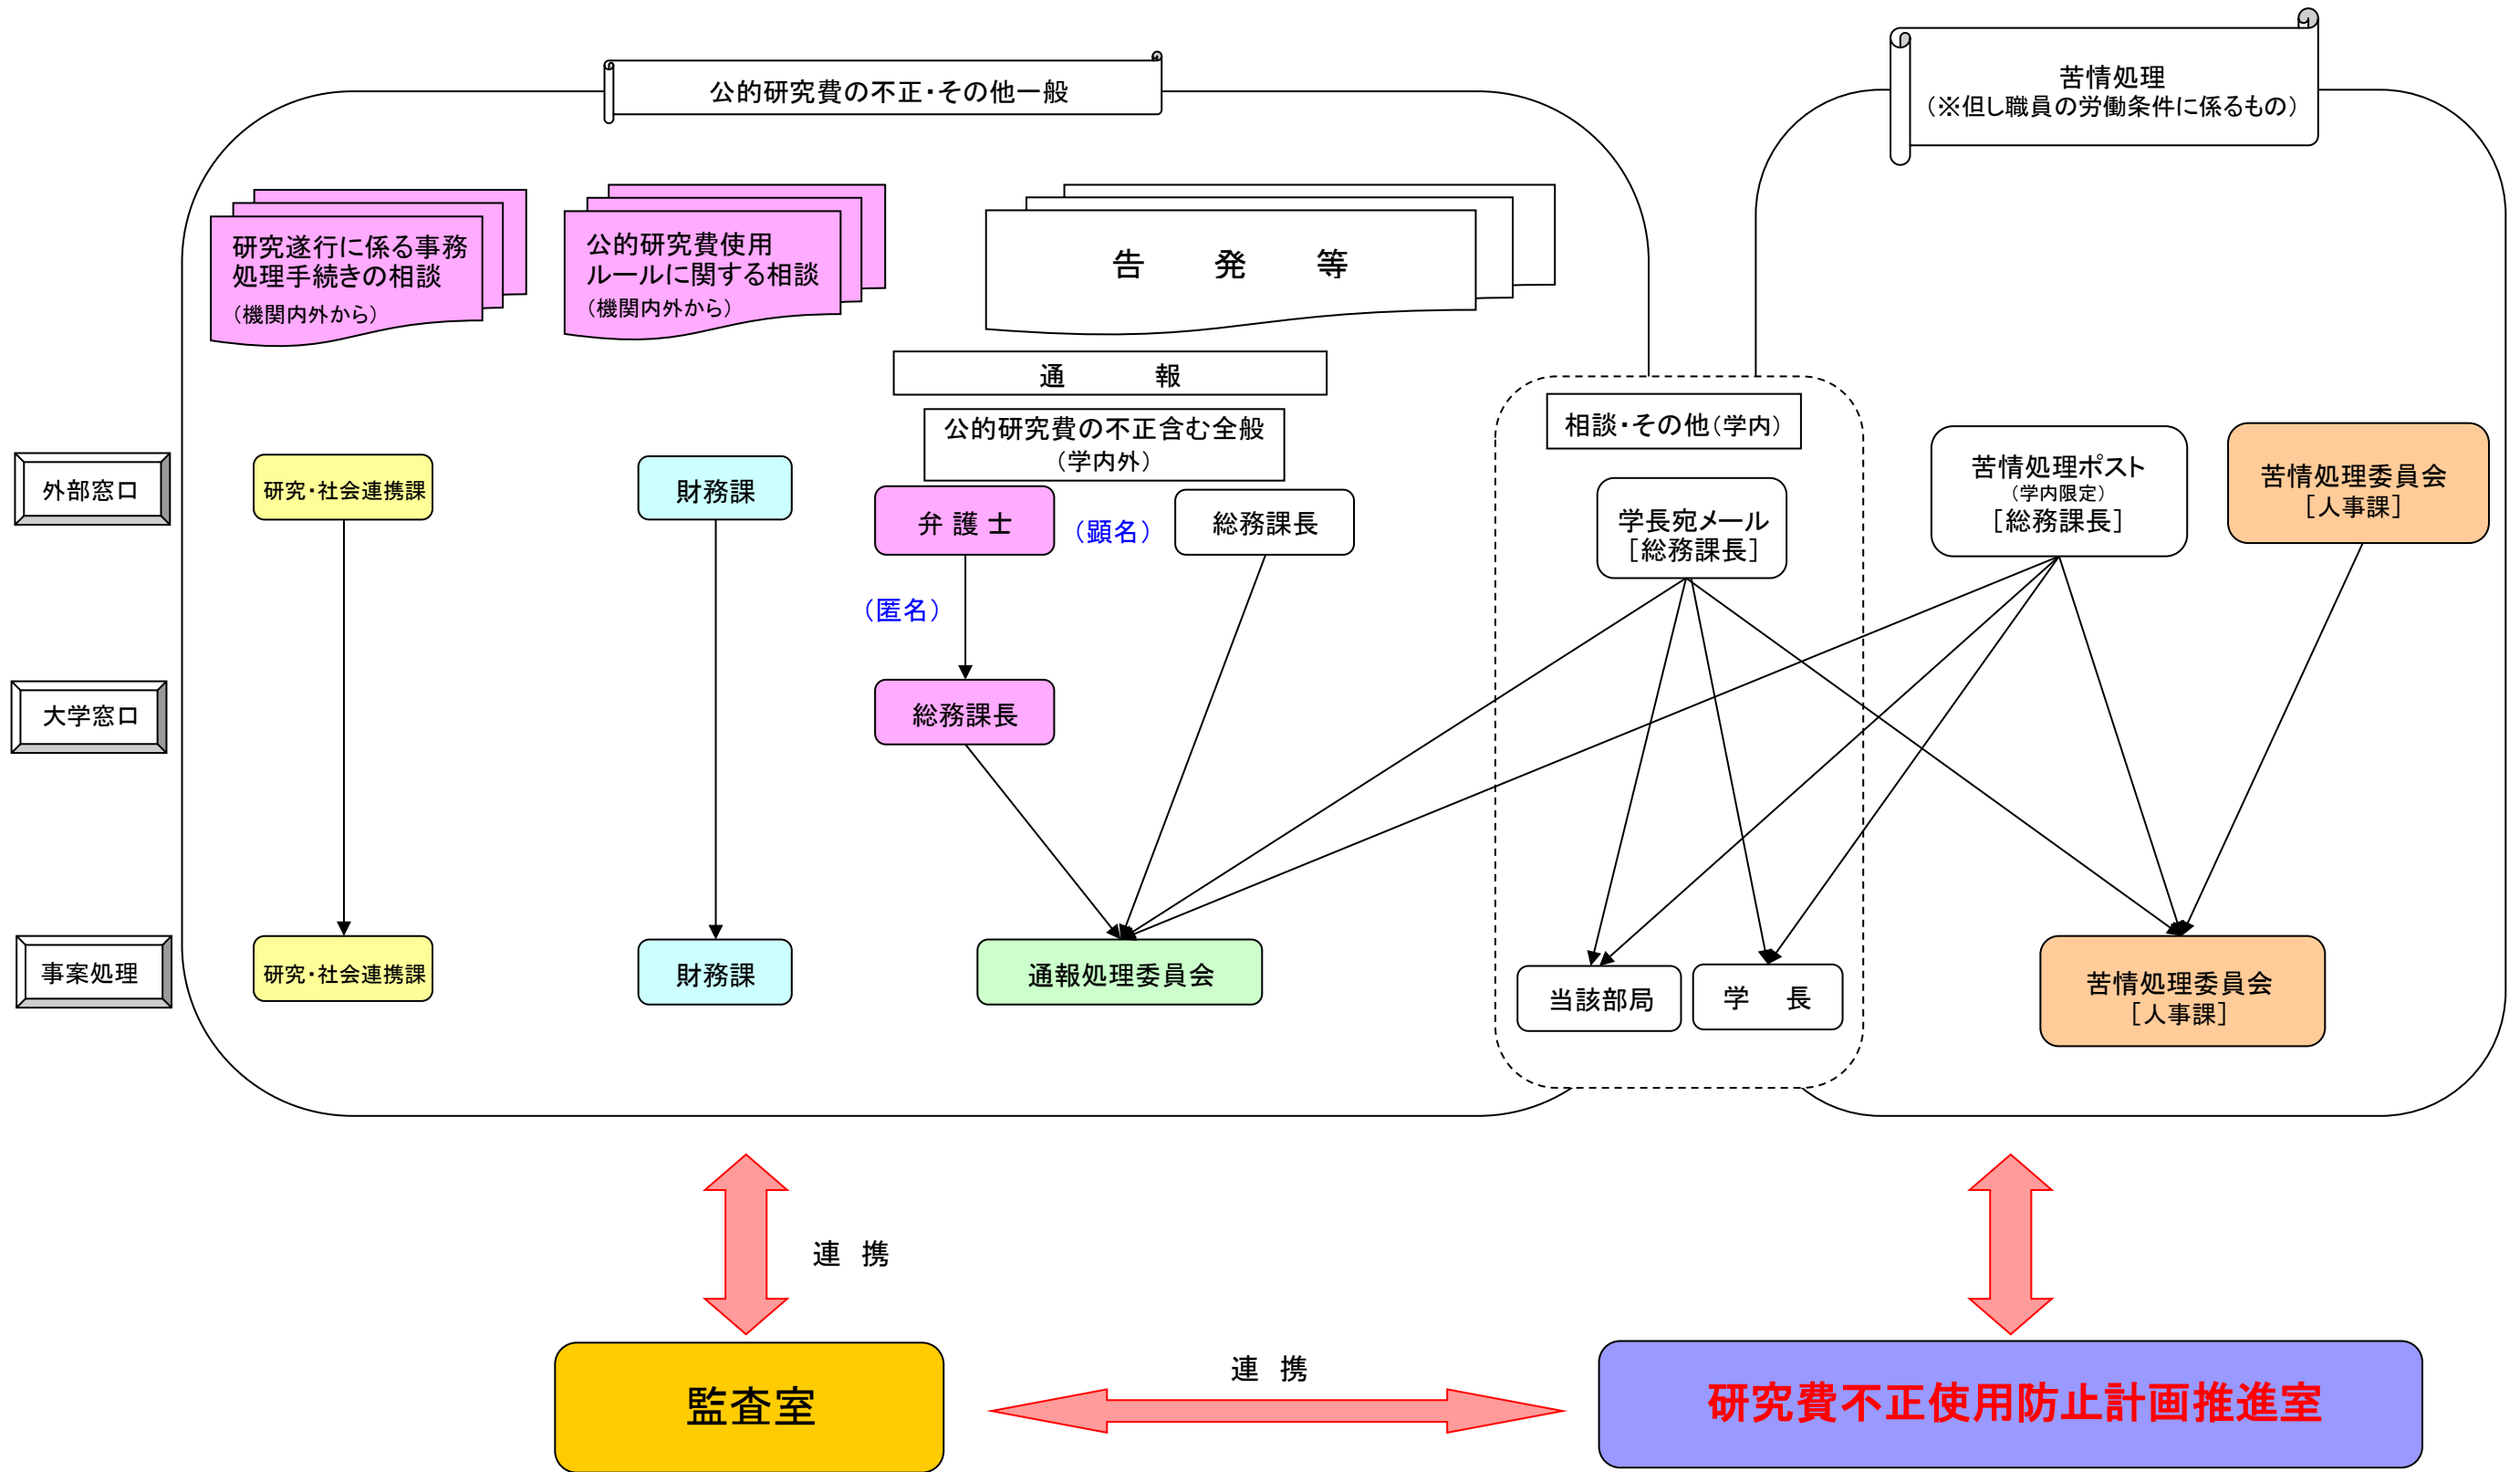 公的研究費の不正・その他一般
苦情処理
（※但し職員の労働条件に係るもの）
研究遂行に係る事務
処理手続きの相談
（機関内外から）
公的研究費使用
ルールに関する相談
（機関内外から）
告　発　等
通　報
公的研究費の不正含む全般
（学内外）
相談・その他（学内）
外部窓口
研究・社会連携課
財務課
弁 護 士
（顕名）
総務課長
学長宛メール
［総務課長］
苦情処理ポスト
（学内限定）
［総務課長］
苦情処理委員会
［人事課］
（匿名）
大学窓口
総務課長
事案処理
研究・社会連携課
財務課
通報処理委員会
当該部局
学　長
苦情処理委員会
［人事課］
連 携
連 携
監査室
研究費不正使用防止計画推進室